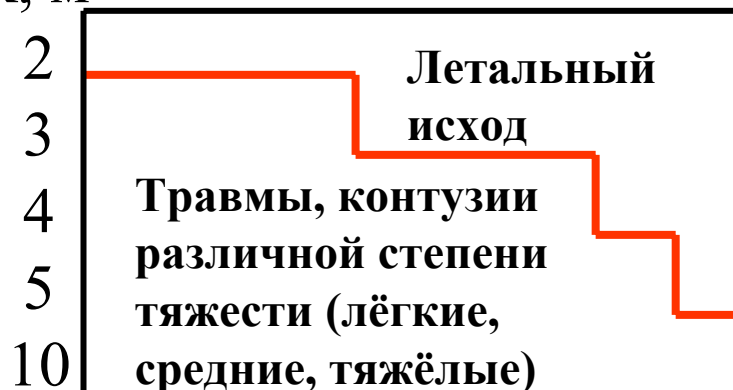 2
3
4
5
10
Летальный
исход
Травмы, контузии
различной степени
тяжести (лёгкие,
средние, тяжёлые)